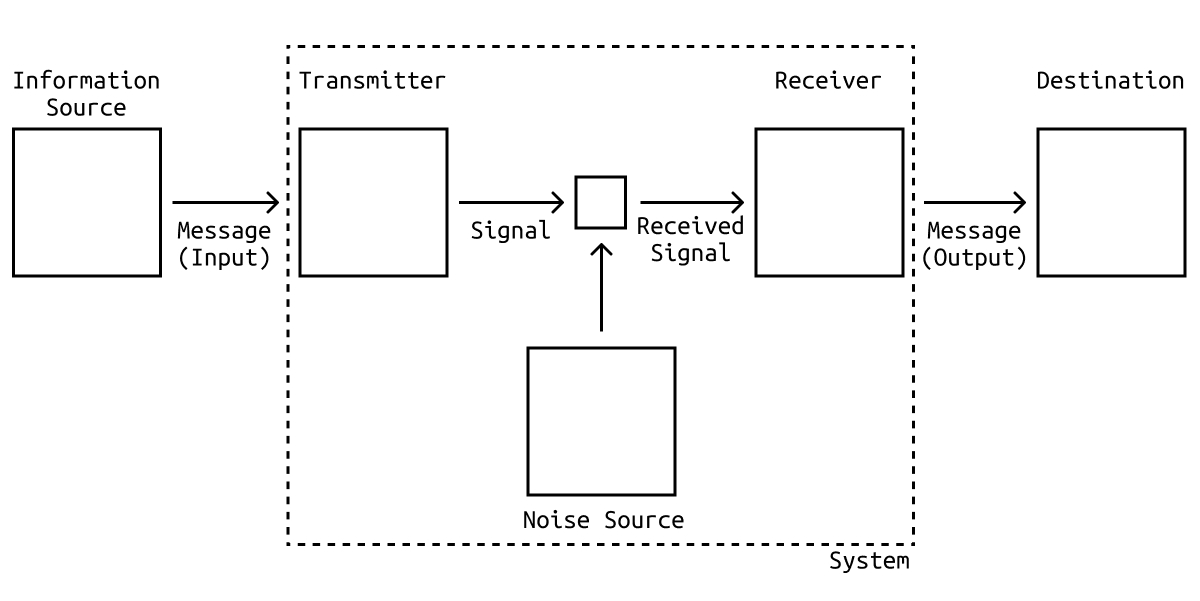 Information
Source
Transmitter
Receiver
Destination
Message
(Input)
Signal
Received
Signal
Message
(Output)
Noise Source
System